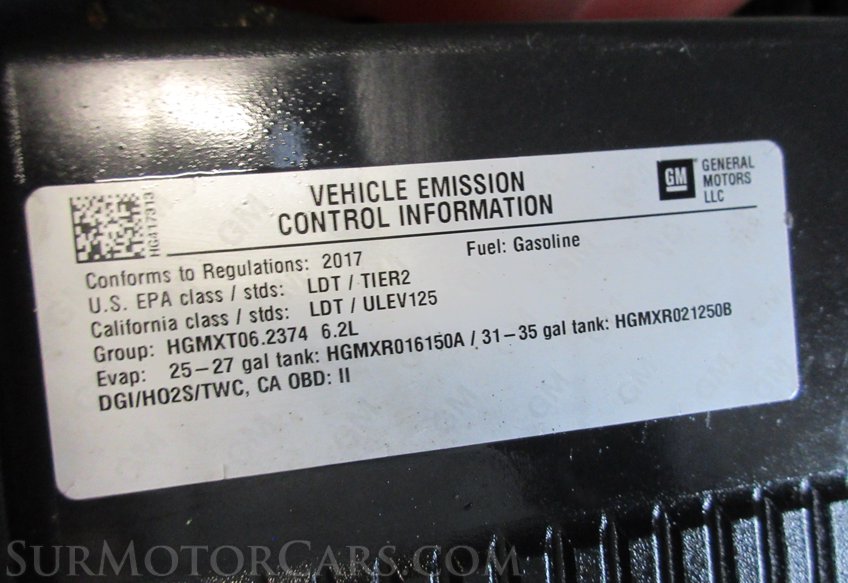 HG417313
VEHICLE EMISSION
CONTROL INFORMATION
GM
GENERAL
MOTORS
LLC
Conforms to Regulations: 2017 Fuel: Gasoline
U.S. EPA class / stds: LDT / TIER2
California class / stds: LDT / ULEV125
Group: HGMXT06.2374 6.2L
Evap: 25-27 gal tank: HGMXR016150A / 31-35 gal tank: HGMXR021250B
DGI/HO2S/TWC, CA OBD: II
SurMotorCars.com